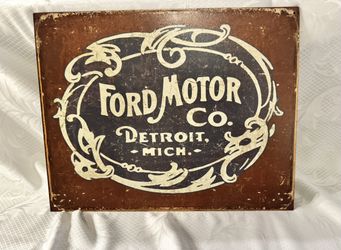 FORD MOTOR
CO.
DETROIT,
MICH.